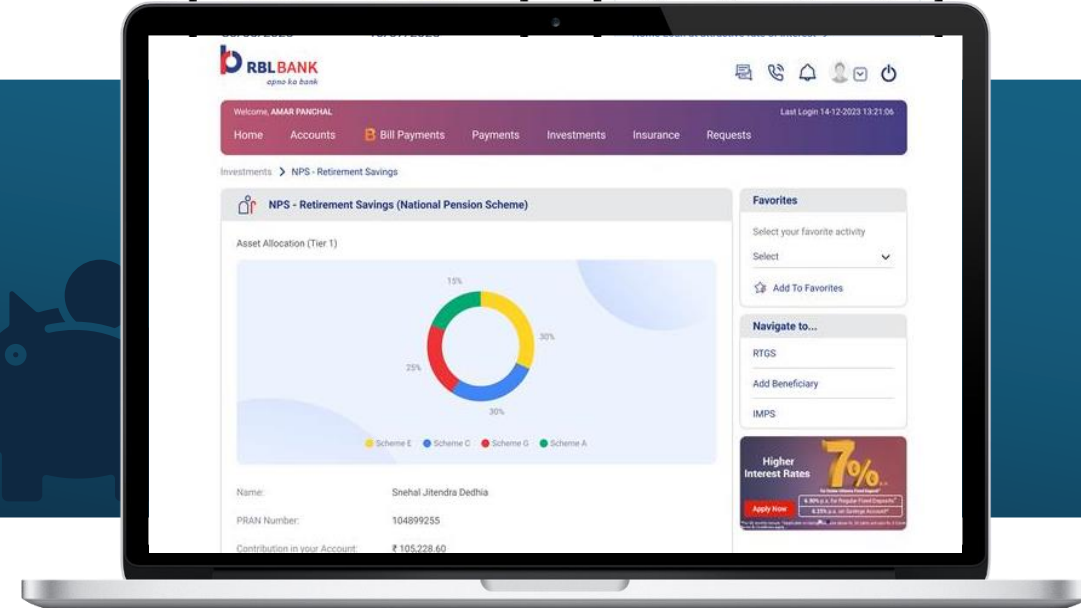 RBLBANK
apno ka bank
Welcome, AMAR PANCHAL
Last Login 14-12-2023 13:21:06
Home Accounts Bill Payments Payments Investments Insurance Requests
Investments > NPS - Retirement Savings
NPS - Retirement Savings (National Pension Scheme)
Asset Allocation (Tier 1)
15%
30%
25%
30%
Scheme E Scheme C Scheme G Scheme A
Name: Snehal Jitendra Dedhia
PRAN Number: 104899255
Contribution in your Account: ₹ 105,228.60
Favorites
Select your favorite activity
Select
Add To Favorites
Navigate to...
RTGS
Add Beneficiary
IMPS
Higher
Interest Rates
7%
Apply Now